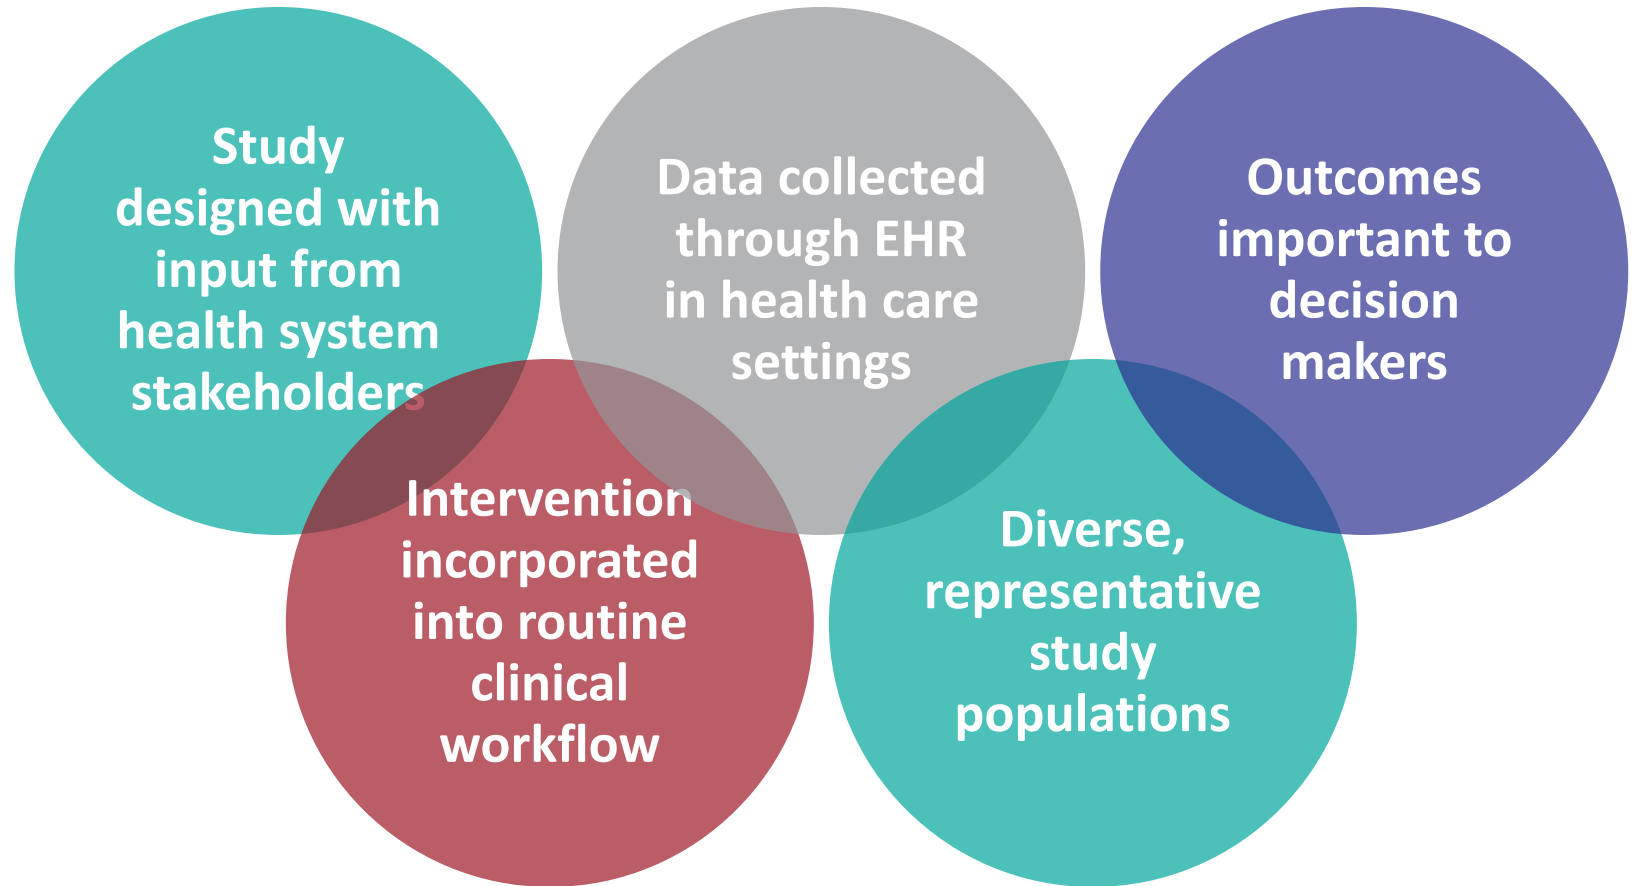 Study
designed with
input from
health system
stakeholders
Intervention
incorporated
into routine
clinical
workflow
Data collected
through EHR
in health care
settings
Diverse,
representative
study
populations
Outcomes
important to
decision
makers